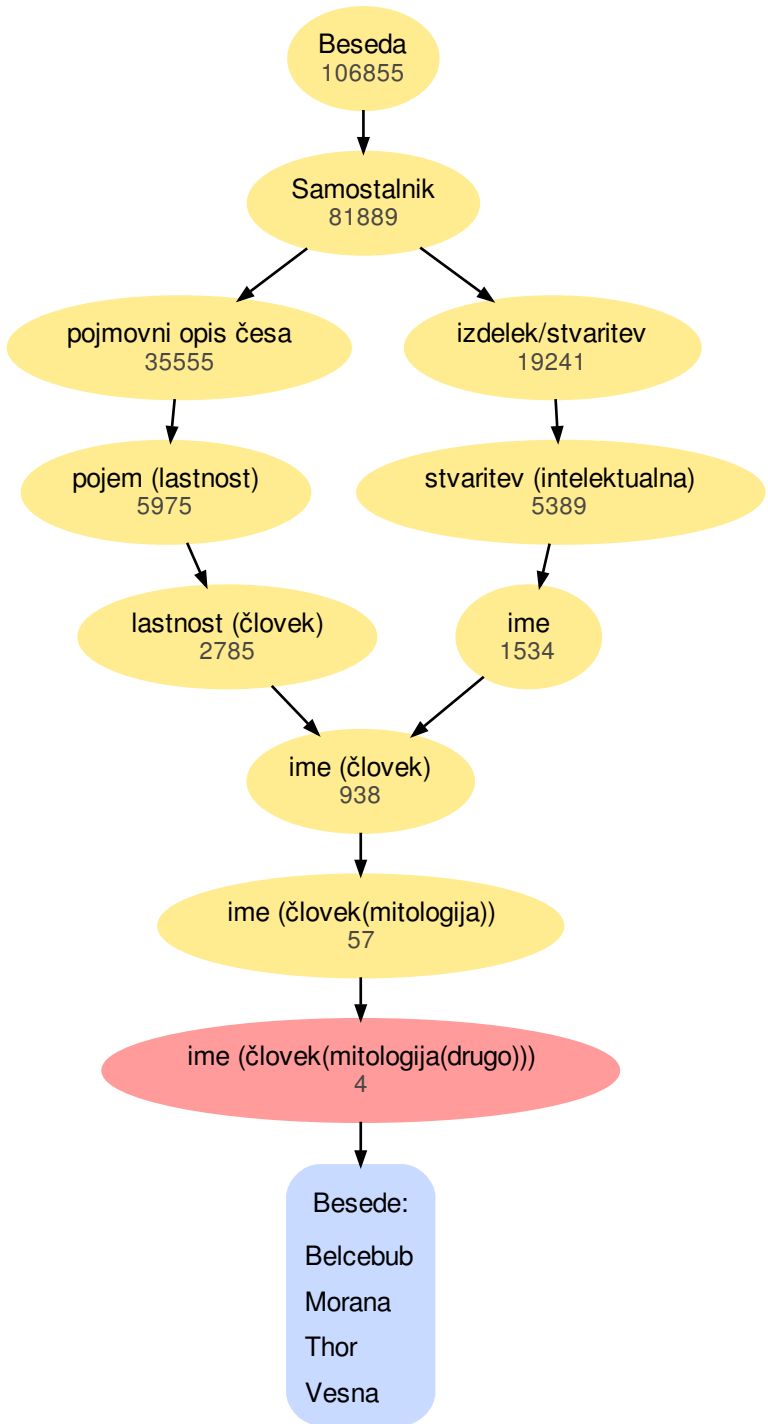 Beseda
106855
Samostalnik
81889
pojmovni opis česa
35555
izdelek/stvaritev
19241
pojem (lastnost)
5975
stvaritev (intelektualna)
5389
lastnost (človek)
2785
ime
1534
ime (človek)
938
ime (človek(mitologija))
57
ime (človek(mitologija(drugo)))
4
Besede:
Belcebub
Morana
Thor
Vesna